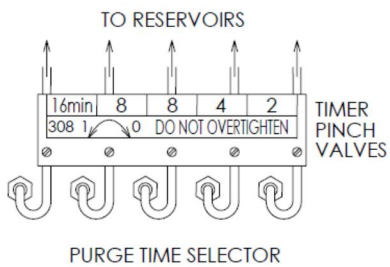 TO RESERVOIRS
16min 8 8 4 2
308 1 0 DO NOT OVERTIGHTEN
TIMER
PINCH
VALVES
PURGE TIME SELECTOR